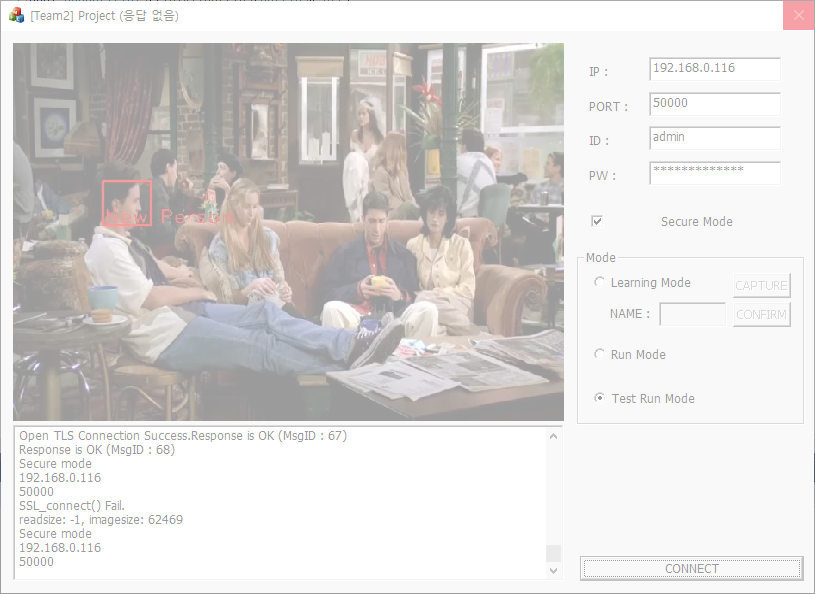 [Team2] Project (응답 없음)
New Person
IP :
192.168.0.116
PORT :
50000
ID :
admin
PW :
*************
Secure Mode
Mode
Learning Mode
CAPTURE
NAME :
CONFIRM
Run Mode
Test Run Mode
Open TLS Connection Success.Response is OK (MsgID : 67)
Response is OK (MsgID : 68)
Secure mode
192.168.0.116
50000
SSL_connect() Fail.
readsize: -1, imagesize: 62469
Secure mode
192.168.0.116
50000
CONNECT